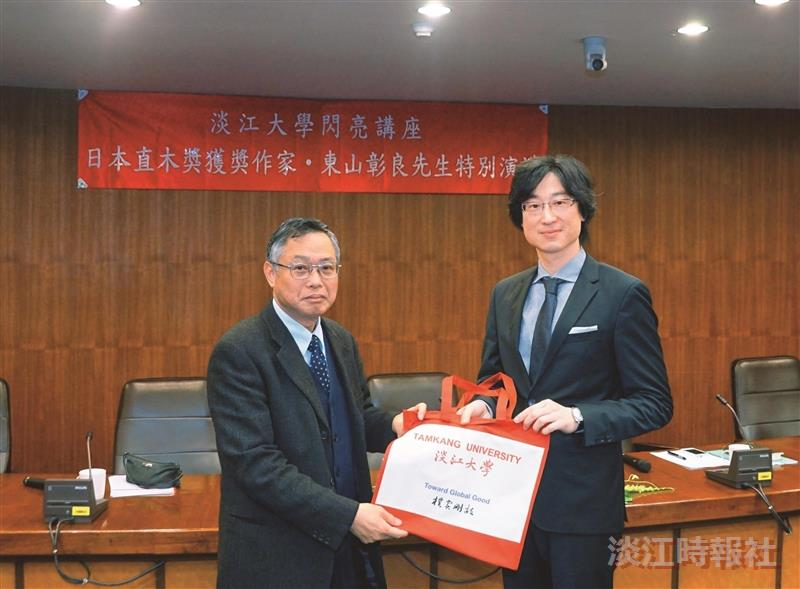 淡江大學閃亮講座
日本直木獎獲獎作家・東山彰良先生特別演
TAMKANG UNIVERSITY
淡江大學
Toward Global Good
樸實剛毅
淡江時報社